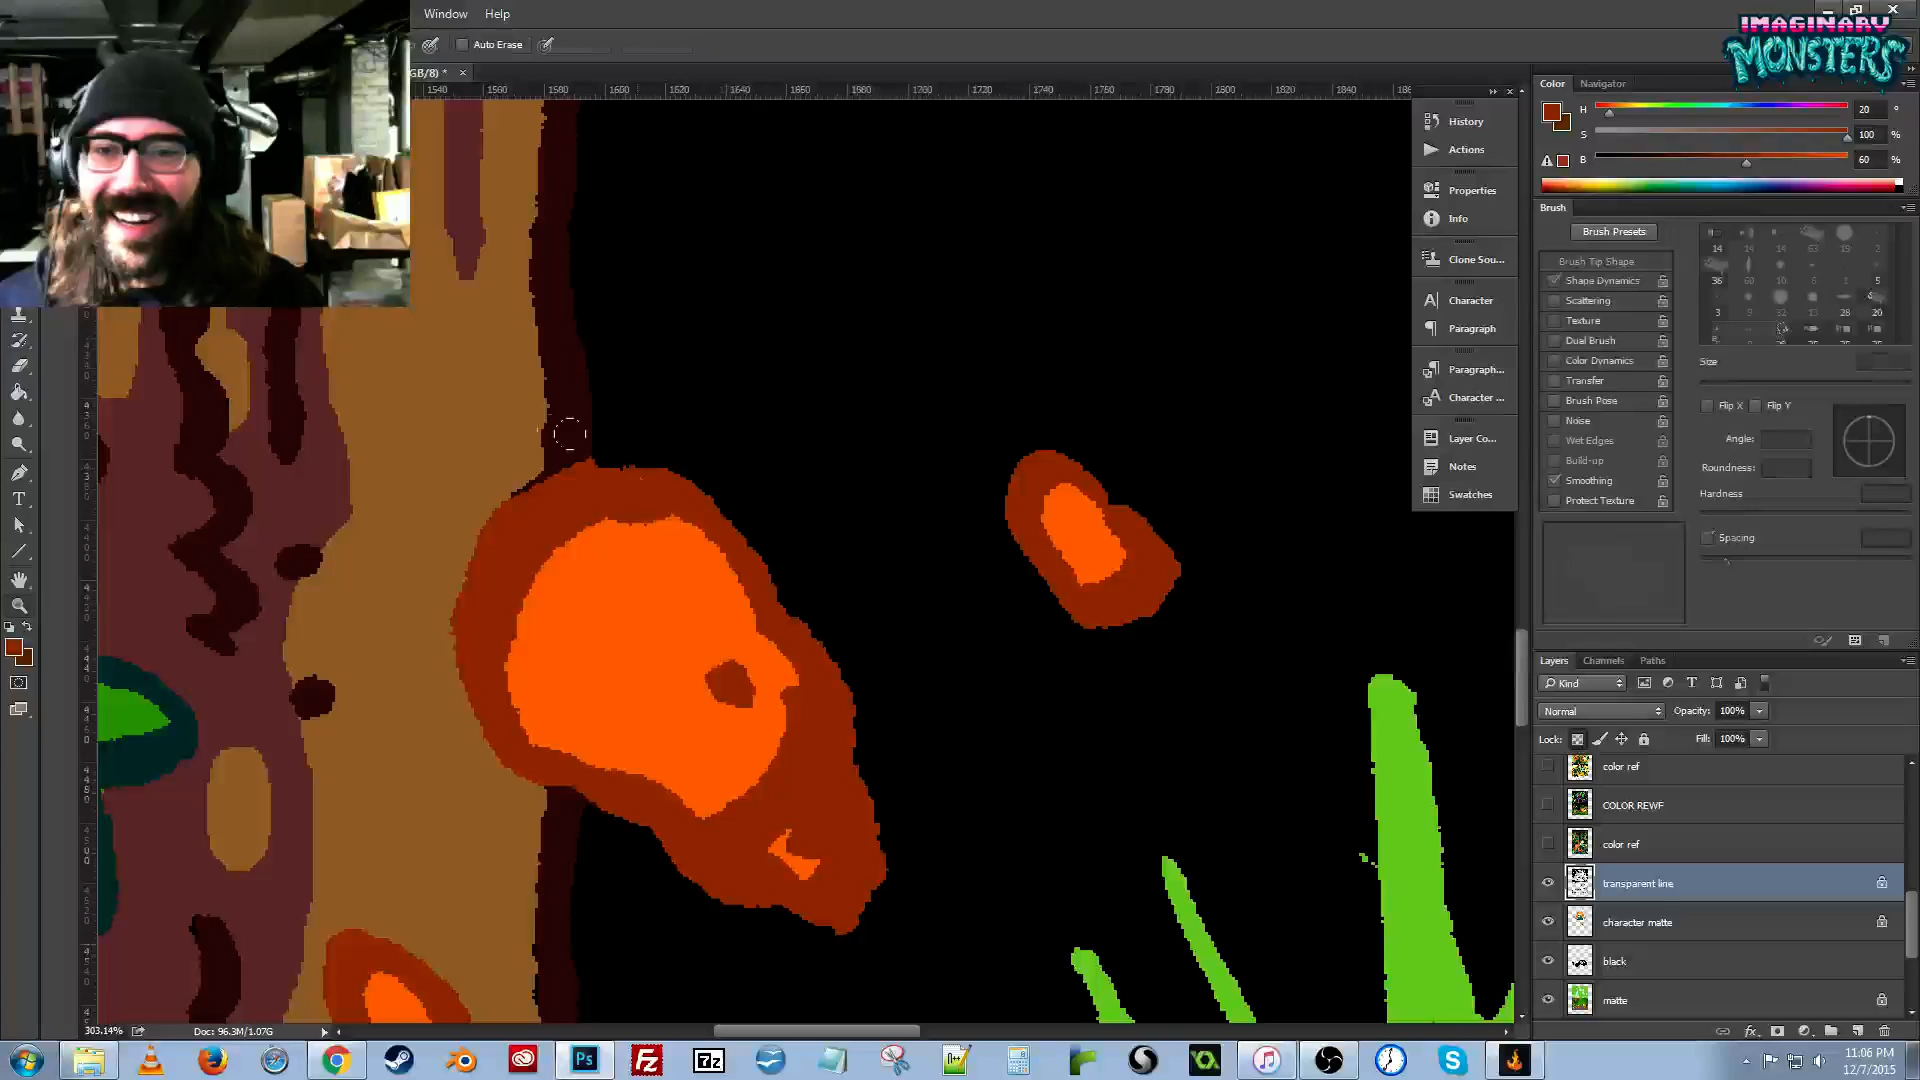 Window Help
IMAGINARY
MONSTERS
Auto Erase
GB/8) * ×
1540 1560 1580 1600 1620 1640 1660 1680 1700 1720 1740 1760 1780 1800 1820 1840
Color Navigator
H 20 °
S 100 %
B 60 %
History
Actions
Properties
Info
Clone Sou...
Character
Paragraph
Paragraph...
Character ...
Layer Co...
Notes
Swatches
Brush
Brush Presets
Brush Tip Shape
Shape Dynamics
Scattering
Texture
Dual Brush
Color Dynamics
Transfer
Brush Pose
Noise
Wet Edges
Build-up
Smoothing
Protect Texture
Size
Flip X Flip Y
Angle:
Roundness:
Hardness
Spacing
Layers Channels Paths
Kind
Normal Opacity: 100%
Lock: Fill: 100%
color ref
COLOR REWF
color ref
transparent line
character matte
black
matte
303.14% Doc: 96.3M/1.07G
11:06 PM
12/7/2015